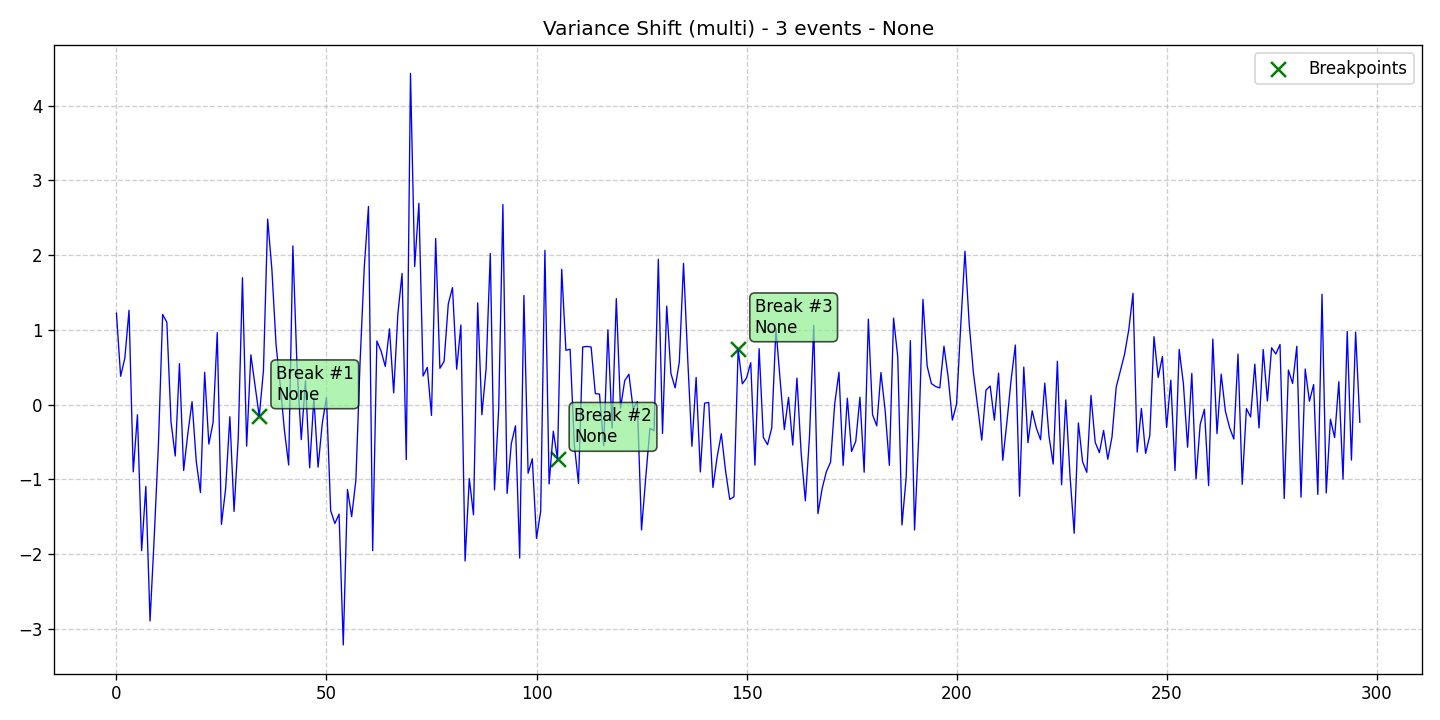 Variance Shift (multi) - 3 events - None
Breakpoints
4
3
2
1
0
−1
−2
−3
Break #1
None
Break #2
None
Break #3
None
0
50
100
150
200
250
300